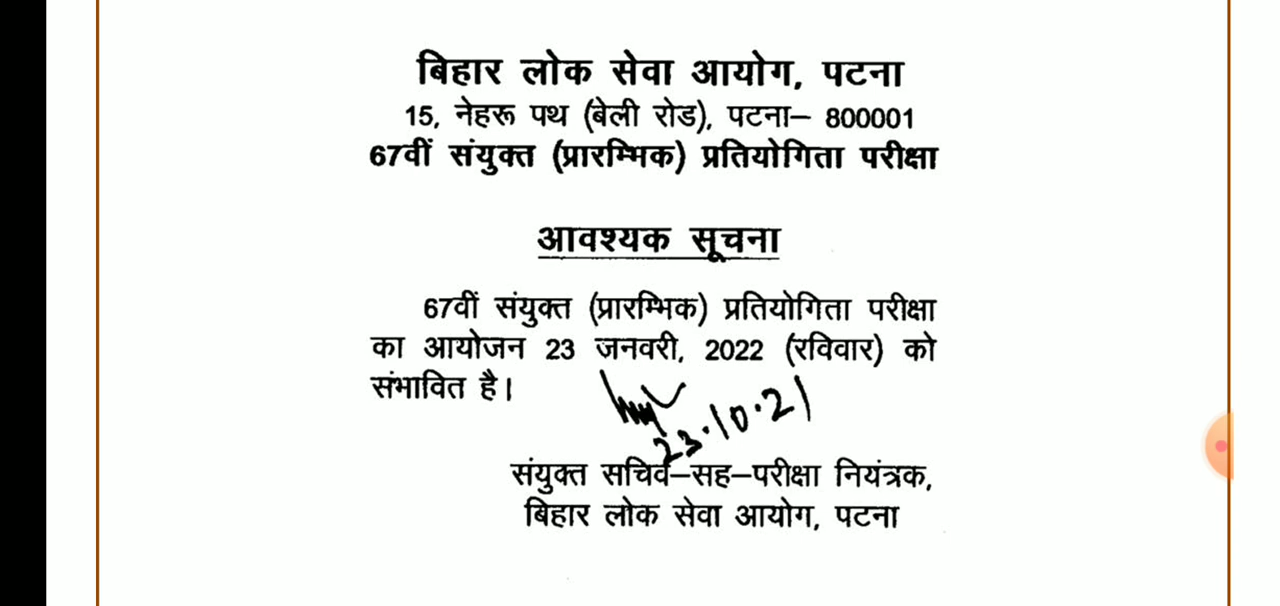 बिहार लोक सेवा आयोग, पटना
15, नेहरू पथ (बेली रोड), पटना– 800001
67वीं संयुक्त (प्रारम्भिक) प्रतियोगिता परीक्षा
आवश्यक सूचना
67वीं संयुक्त (प्रारम्भिक) प्रतियोगिता परीक्षा
का आयोजन 23 जनवरी, 2022 (रविवार) को
संभावित है।
23.10.21
संयुक्त सचिव–सह–परीक्षा नियंत्रक,
बिहार लोक सेवा आयोग, पटना